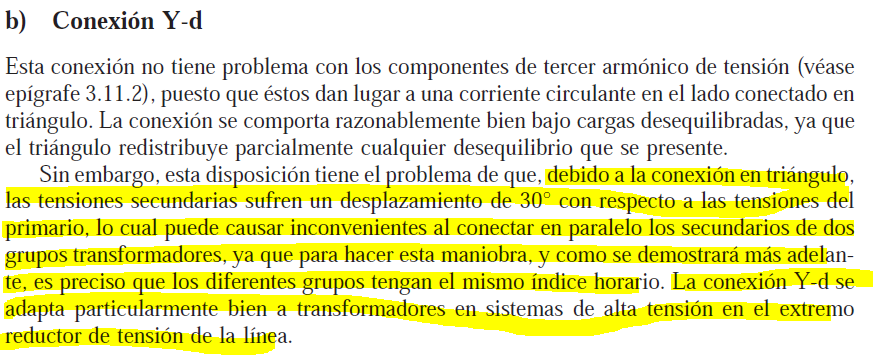 b) Conexión Y-d
Esta conexión no tiene problema con los componentes de tercer armónico de tensión (véase
epígrafe 3.11.2), puesto que éstos dan lugar a una corriente circulante en el lado conectado en
triángulo. La conexión se comporta razonablemente bien bajo cargas desequilibradas, ya que
el triángulo redistribuye parcialmente cualquier desequilibrio que se presente.
Sin embargo, esta disposición tiene el problema de que, debido a la conexión en triángulo,
las tensiones secundarias sufren un desplazamiento de 30° con respecto a las tensiones del
primario, lo cual puede causar inconvenientes al conectar en paralelo los secundarios de dos
grupos transformadores, ya que para hacer esta maniobra, y como se demostrará más adelan-
te, es preciso que los diferentes grupos tengan el mismo índice horario. La conexión Y-d se
adapta particularmente bien a transformadores en sistemas de alta tensión en el extremo
reductor de tensión de la línea.